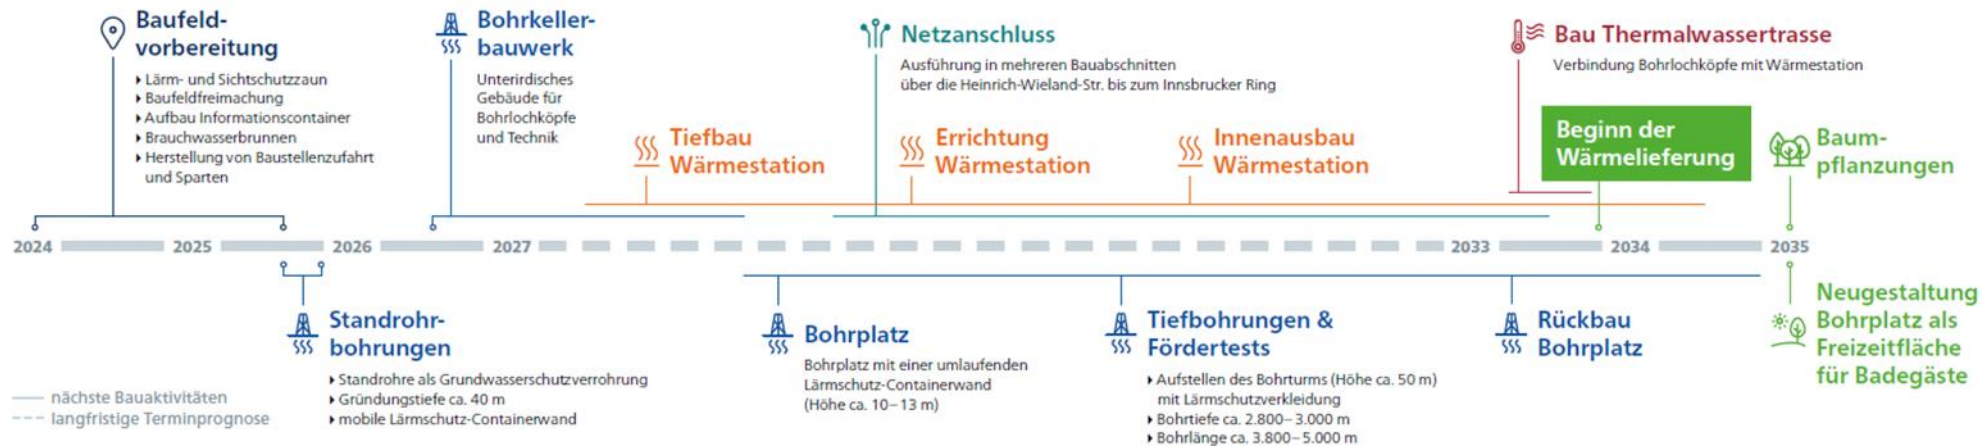 Baufeld-
vorbereitung
▸ Lärm- und Sichtschutzzaun
▸ Baufeldfreimachung
▸ Aufbau Informationscontainer
▸ Brauchwasserbrunnen
▸ Herstellung von Baustellenzufahrt
und Sparten
Bohrkeller-
bauwerk
Unterirdisches
Gebäude für
Bohrlochköpfe
und Technik
Tiefbau
Wärmestation
Netzanschluss
Ausführung in mehreren Bauabschnitten
über die Heinrich-Wieland-Str. bis zum Innsbrucker Ring
Errichtung
Wärmestation
Innenausbau
Wärmestation
Bau Thermalwassertrasse
Verbindung Bohrlochköpfe mit Wärmestation
Beginn der
Wärmelieferung
Baum-
pflanzungen
2024 2025 2026 2027 2033 2034 2035
Standrohr-
bohrungen
▸ Standrohre als Grundwasserschutzverrohrung
▸ Gründungstiefe ca. 40 m
▸ mobile Lärmschutz-Containerwand
Bohrplatz
Bohrplatz mit einer umlaufenden
Lärmschutz-Containerwand
(Höhe ca. 10–13 m)
Tiefbohrungen &
Fördertests
▸ Aufstellen des Bohrturms (Höhe ca. 50 m)
mit Lärmschutzverkleidung
▸ Bohrtiefe ca. 2.800–3.000 m
▸ Bohrlänge ca. 3.800–5.000 m
Rückbau
Bohrplatz
Neugestaltung
Bohrplatz als
Freizeitfläche
für Badegäste
nächste Bauaktivitäten
langfristige Terminprognose